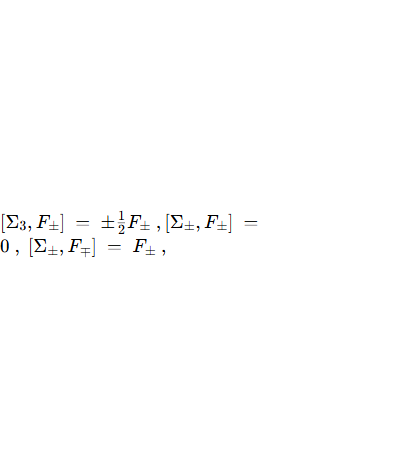 [Σ₃, F±] = ±½F± , [Σ±, F±] =
0 , [Σ±, F∓] = F± ,